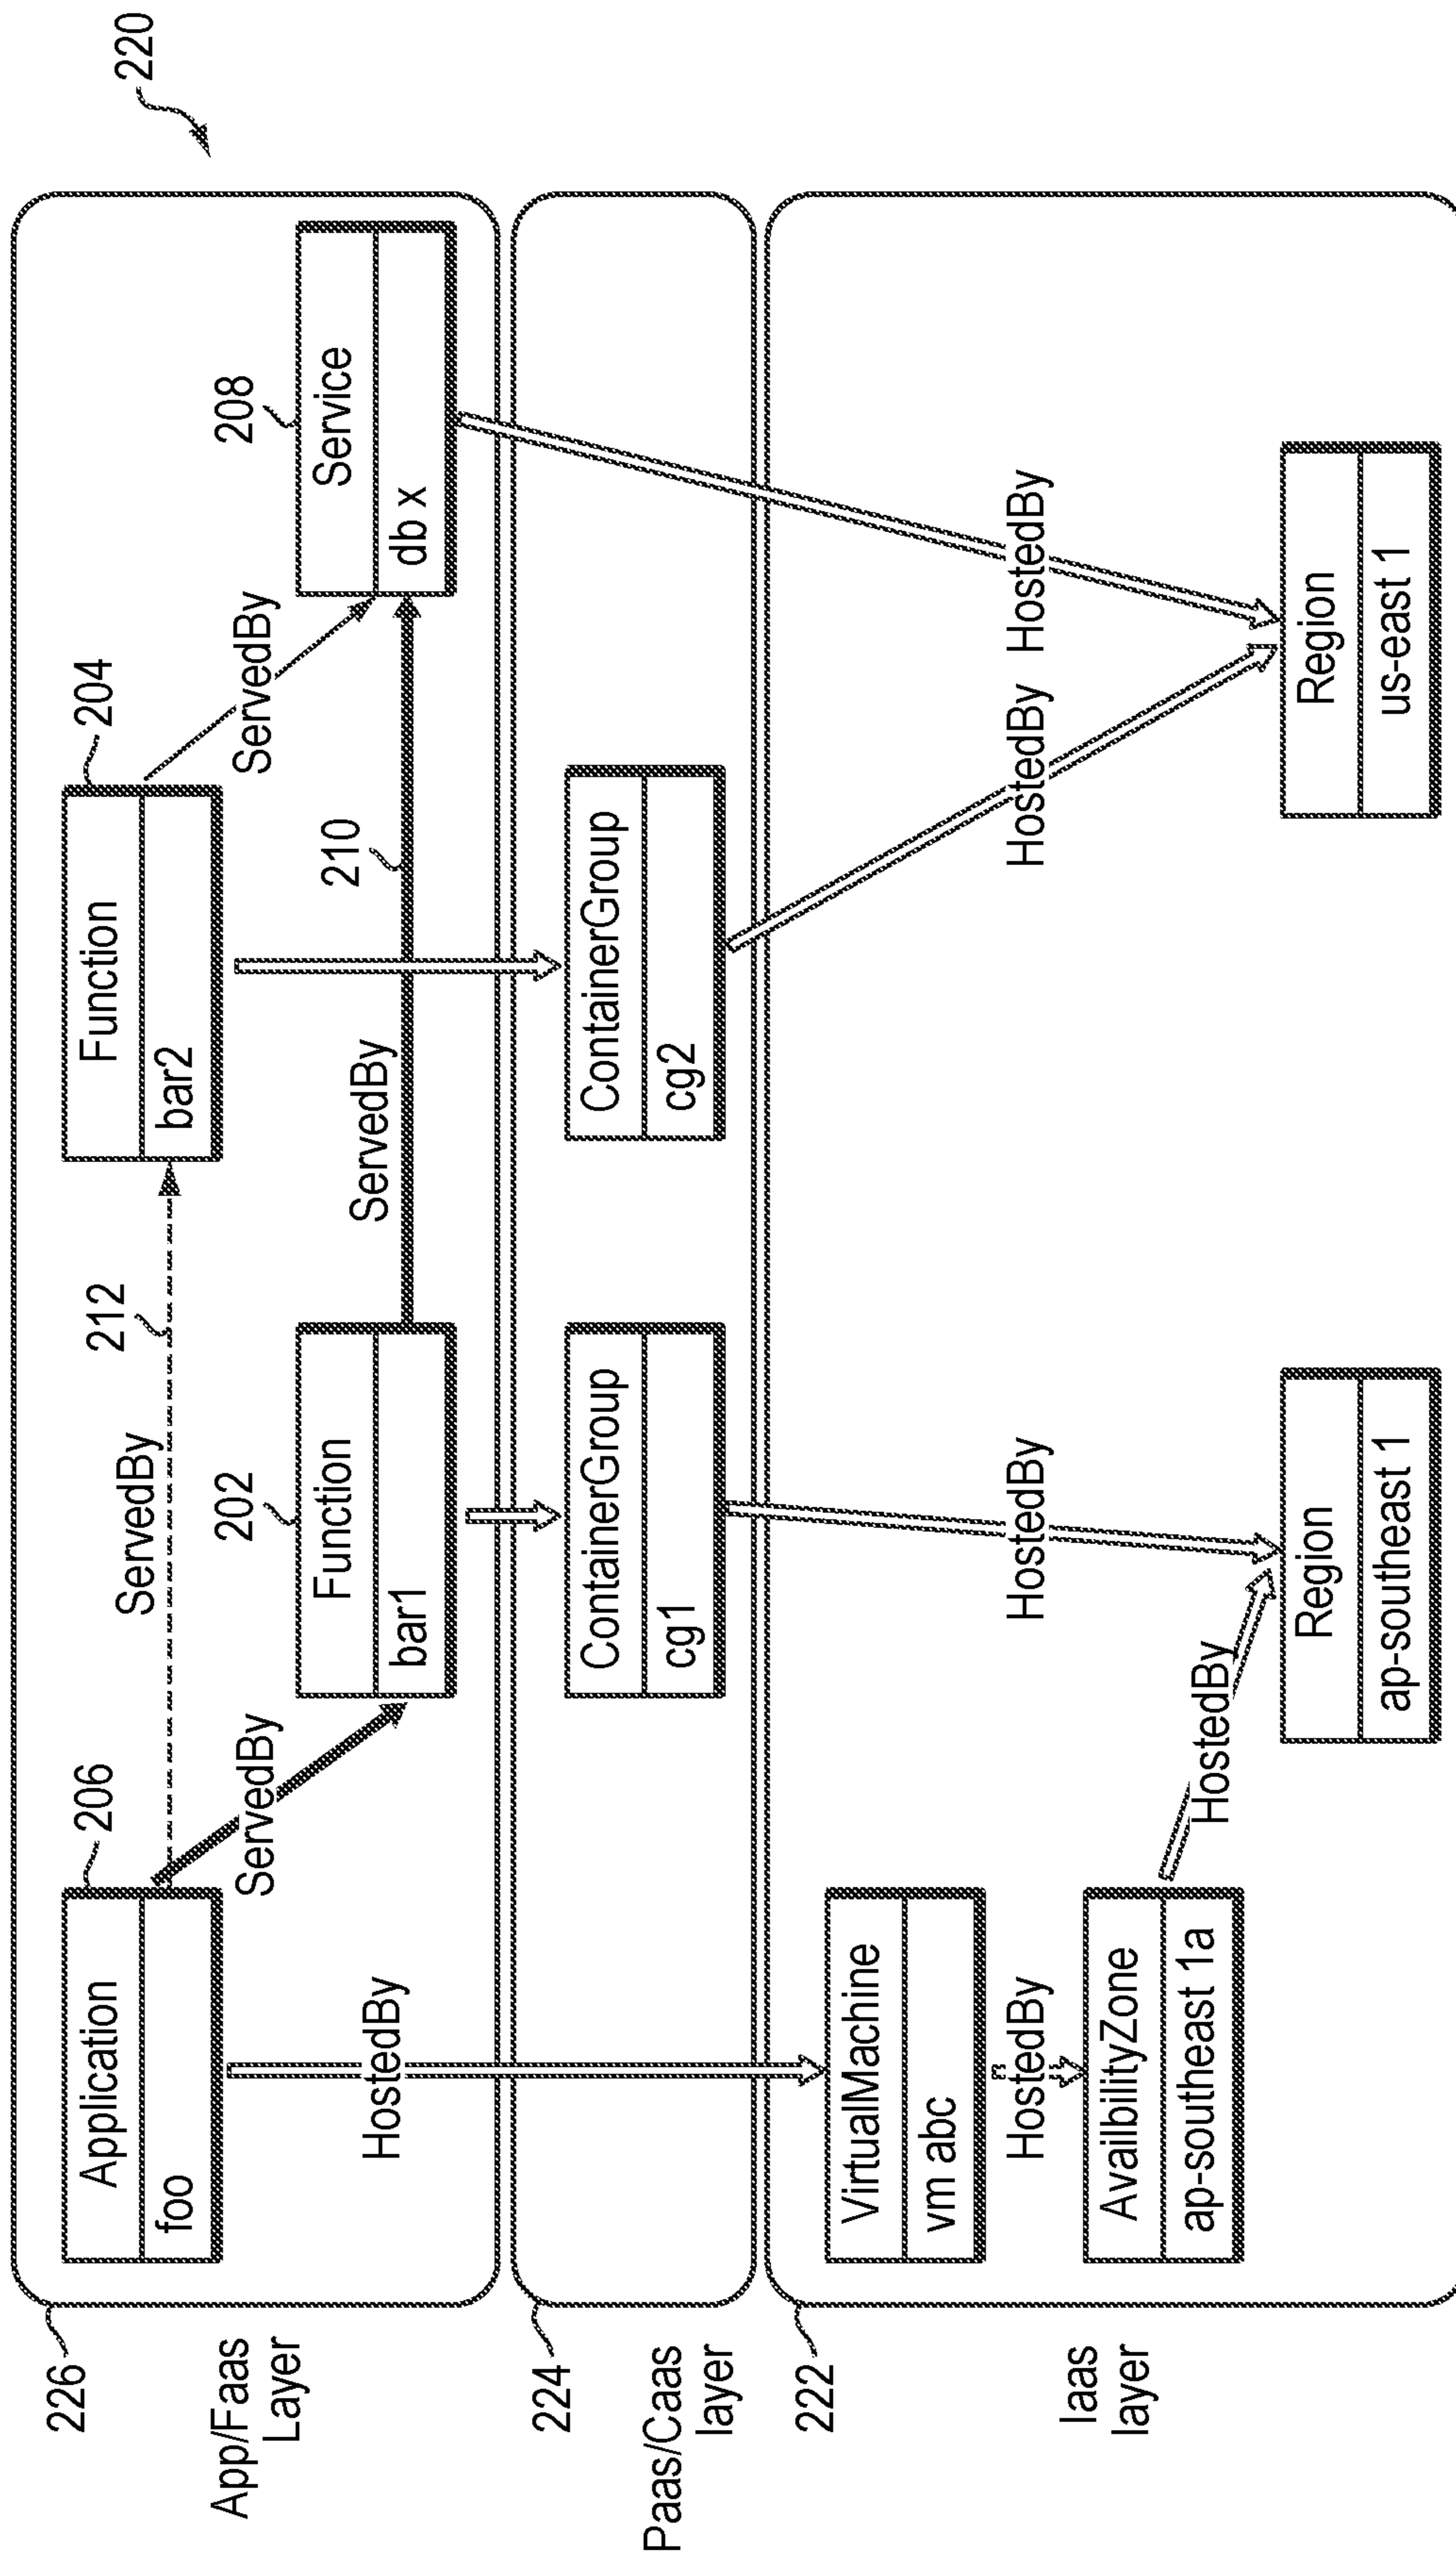 220
226
App/Faas
Layer
Application
foo
206
ServedBy
212
Function
bar2
204
ServedBy
ServedBy
202
Function
bar1
ServedBy
210
208
Service
db x
HostedBy
224
Paas/Caas
layer
ContainerGroup
cg1
ContainerGroup
cg2
222
Iaas
layer
VirtualMachine
vm abc
HostedBy
AvailbilityZone
ap-southeast 1a
HostedBy
HostedBy
Region
ap-southeast 1
HostedBy
HostedBy
Region
us-east 1